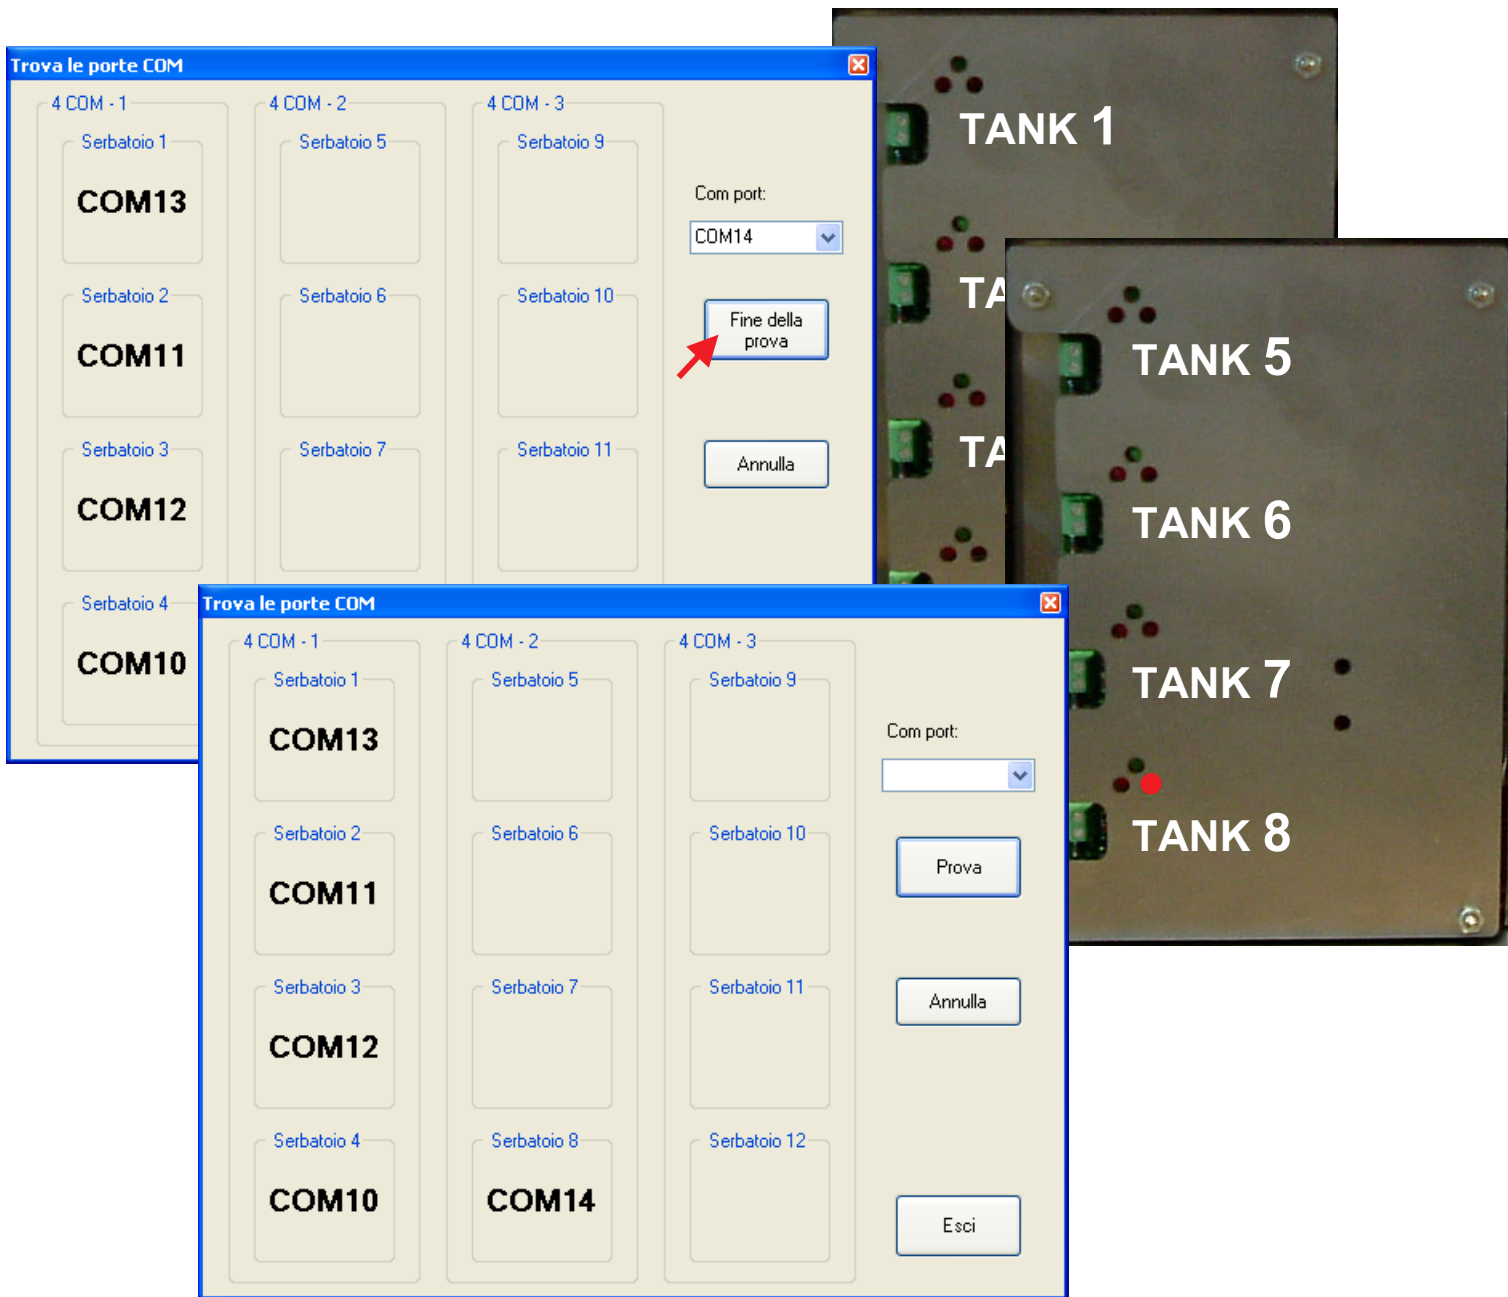 Trova le porte COM
4 COM - 1
4 COM - 2
4 COM - 3
Serbatoio 1
Serbatoio 5
Serbatoio 9
COM13
Com port:
COM14
Serbatoio 2
Serbatoio 6
Serbatoio 10
COM11
Fine della
prova
Serbatoio 3
Serbatoio 7
Serbatoio 11
COM12
Annulla
Serbatoio 4
COM10
TANK 1
TA
TA
TANK 5
TANK 6
TANK 7
TANK 8
Trova le porte COM
4 COM - 1
4 COM - 2
4 COM - 3
Serbatoio 1
Serbatoio 5
Serbatoio 9
COM13
Com port:
Serbatoio 2
Serbatoio 6
Serbatoio 10
COM11
Prova
Serbatoio 3
Serbatoio 7
Serbatoio 11
COM12
Annulla
Serbatoio 4
Serbatoio 8
Serbatoio 12
COM10
COM14
Esci